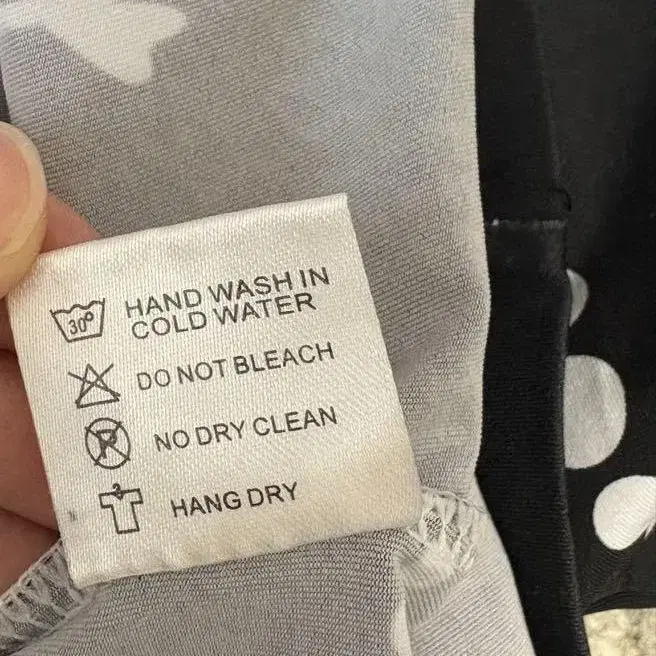 30° HAND WASH IN
COLD WATER
DO NOT BLEACH
P NO DRY CLEAN
HANG DRY